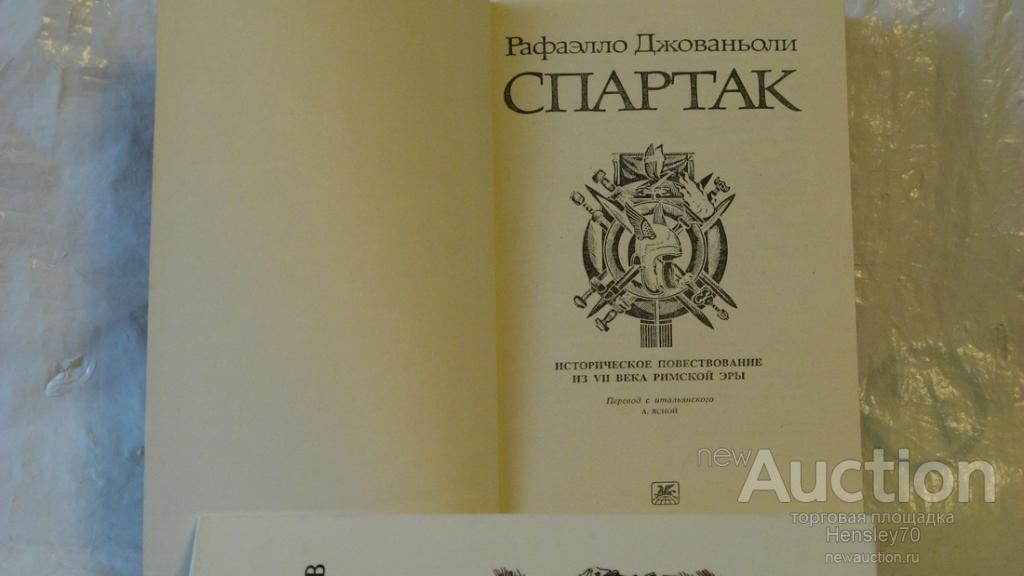 Рафаэлло Джованьоли
СПАРТАК
ИСТОРИЧЕСКОЕ ПОВЕСТВОВАНИЕ
ИЗ VII ВЕКА РИМСКОЙ ЭРЫ
Перевод с итальянского
А. ЯСНОЙ
newAuction
торговая площадка
Hensley70
newauction.ru
В